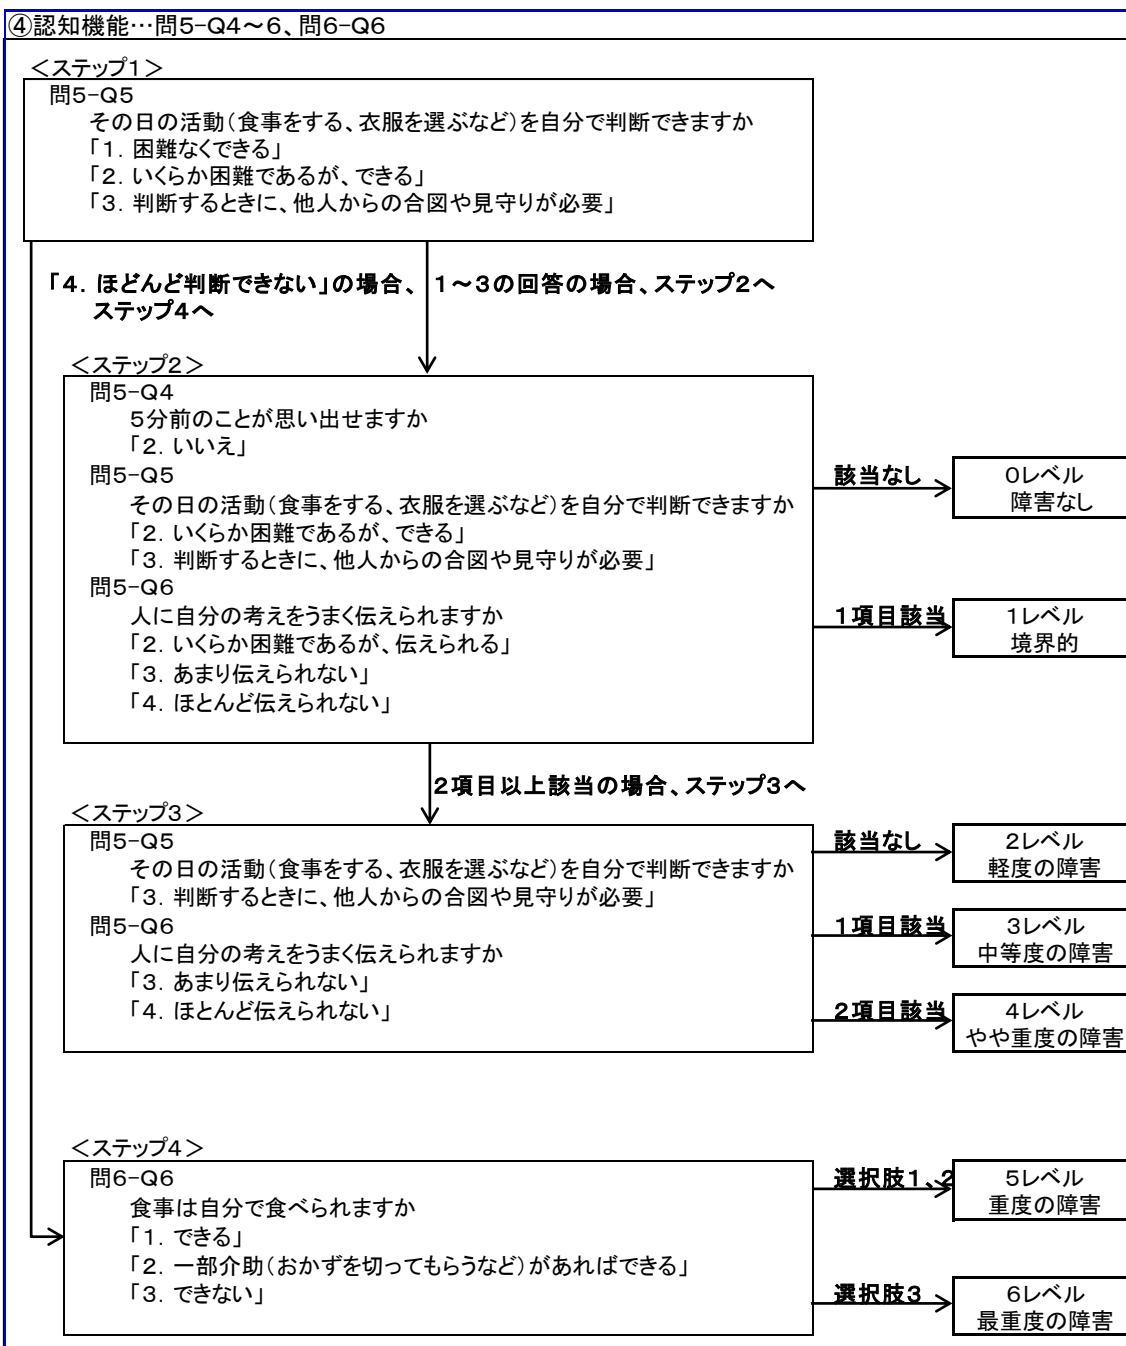 ④認知機能…問5-Q4~6、問6-Q6
<ステップ1>
問5-Q5
その日の活動(食事をする、衣服を選ぶなど)を自分で判断できますか
「1. 困難なくできる」
「2. いくらか困難であるが、できる」
「3. 判断するときに、他人からの合図や見守りが必要」
「4. ほどんど判断できない」の場合、
ステップ4へ
1~3の回答の場合、ステップ2へ
<ステップ2>
問5-Q4
5分前のことが思い出せますか
「2. いいえ」
問5-Q5
その日の活動(食事をする、衣服を選ぶなど)を自分で判断できますか
「2. いくらか困難であるが、できる」
「3. 判断するときに、他人からの合図や見守りが必要」
問5-Q6
人に自分の考えをうまく伝えられますか
「2. いくらか困難であるが、伝えられる」
「3. あまり伝えられない」
「4. ほとんど伝えられない」
該当なし
0レベル
障害なし
1項目該当
1レベル
境界的
2項目以上該当の場合、ステップ3へ
<ステップ3>
問5-Q5
その日の活動(食事をする、衣服を選ぶなど)を自分で判断できますか
「3. 判断するときに、他人からの合図や見守りが必要」
問5-Q6
人に自分の考えをうまく伝えられますか
「3. あまり伝えられない」
「4. ほとんど伝えられない」
該当なし
2レベル
軽度の障害
1項目該当
3レベル
中等度の障害
2項目該当
4レベル
やや重度の障害
<ステップ4>
問6-Q6
食事は自分で食べられますか
「1. できる」
「2. 一部介助(おかずを切ってもらうなど)があればできる」
「3. できない」
選択肢1、2
5レベル
重度の障害
選択肢3
6レベル
最重度の障害